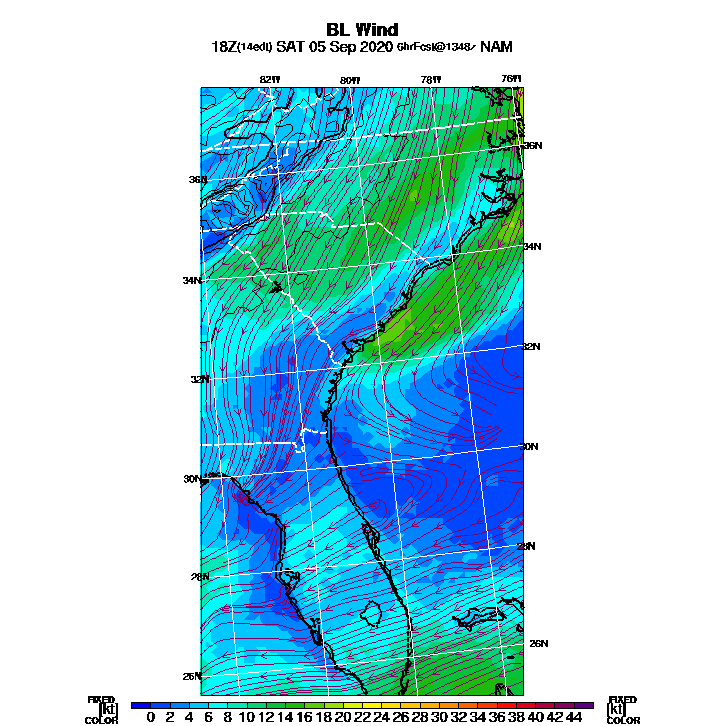 BL Wind
18Z(14edt) SAT 05 Sep 2020 6hrFcst@1348z NAM
82W 80W 78W 76W
36N 36N
34N 34N
32N 32N
30N 30N
28N 28N
26N 26N
FIXED FIXED
[kt] 0 2 4 6 8 10 12 14 16 18 20 22 24 26 28 30 32 34 36 38 40 42 44 [kt]
COLOR COLOR